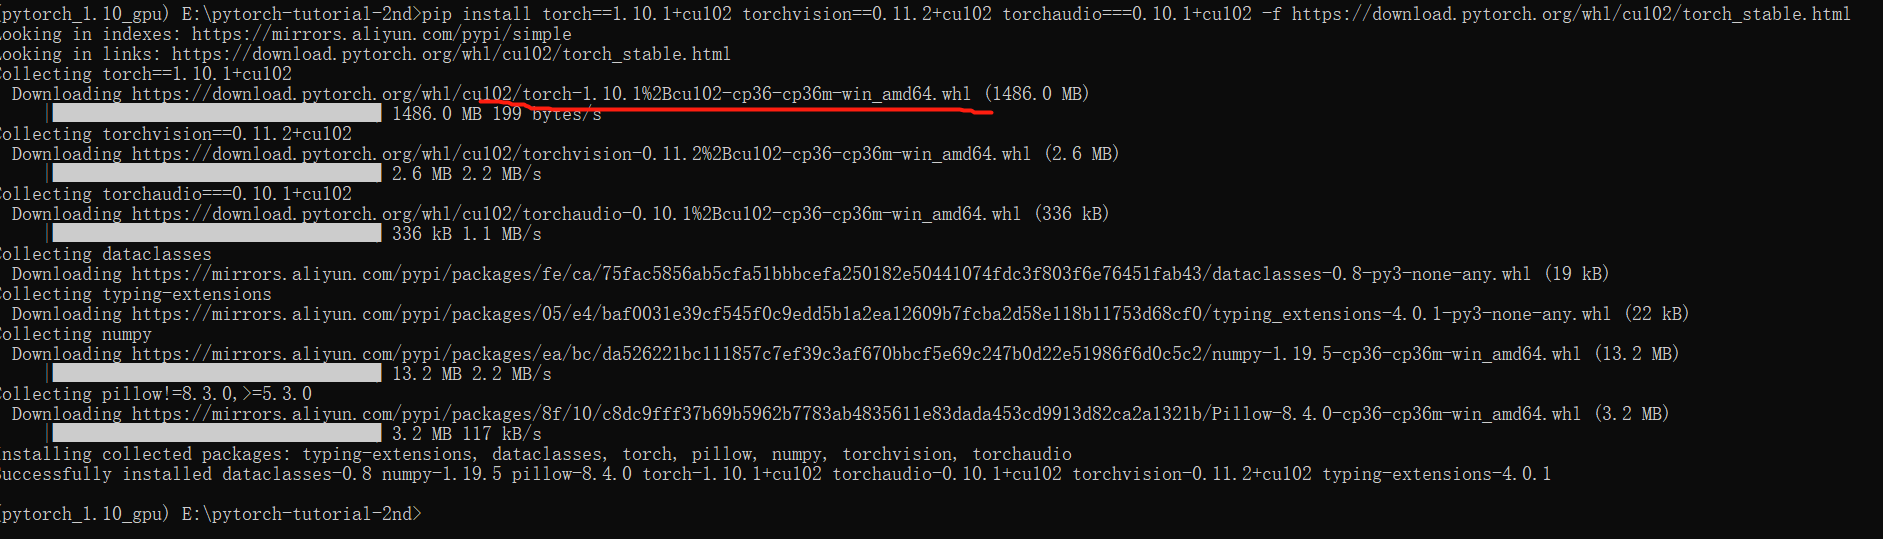 (pytorch_1.10_gpu) E:\pytorch-tutorial-2nd>pip install torch==1.10.1+cu102 torchvision==0.11.2+cu102 torchaudio===0.10.1+cu102 -f https://download.pytorch.org/whl/cu102/torch_stable.html
Looking in indexes: https://mirrors.aliyun.com/pypi/simple
Looking in links: https://download.pytorch.org/whl/cu102/torch_stable.html
Collecting torch==1.10.1+cu102
Downloading https://download.pytorch.org/whl/cu102/torch-1.10.1%2Bcu102-cp36-cp36m-win_amd64.whl (1486.0 MB)
1486.0 MB 199 bytes/s
Collecting torchvision==0.11.2+cu102
Downloading https://download.pytorch.org/whl/cu102/torchvision-0.11.2%2Bcu102-cp36-cp36m-win_amd64.whl (2.6 MB)
2.6 MB 2.2 MB/s
Collecting torchaudio===0.10.1+cu102
Downloading https://download.pytorch.org/whl/cu102/torchaudio-0.10.1%2Bcu102-cp36-cp36m-win_amd64.whl (336 kB)
336 kB 1.1 MB/s
Collecting dataclasses
Downloading https://mirrors.aliyun.com/pypi/packages/fe/ca/75fac5856ab5cfa51bbbcefa250182e50441074fdc3f803f6e76451fab43/dataclasses-0.8-py3-none-any.whl (19 kB)
Collecting typing-extensions
Downloading https://mirrors.aliyun.com/pypi/packages/05/e4/baf0031e39cf545f0c9edd5b1a2ea12609b7fcba2d58e118b11753d68cf0/typing_extensions-4.0.1-py3-none-any.whl (22 kB)
Collecting numpy
Downloading https://mirrors.aliyun.com/pypi/packages/ea/bc/da526221bc111857c7ef39c3af670bbcf5e69c247b0d22e51986f6d0c5c2/numpy-1.19.5-cp36-cp36m-win_amd64.whl (13.2 MB)
13.2 MB 2.2 MB/s
Collecting pillow!=8.3.0,>=5.3.0
Downloading https://mirrors.aliyun.com/pypi/packages/8f/10/c8dc9fff37b69b5962b7783ab4835611e83dada453cd9913d82ca2a1321b/Pillow-8.4.0-cp36-cp36m-win_amd64.whl (3.2 MB)
3.2 MB 117 kB/s
Installing collected packages: typing-extensions, dataclasses, torch, pillow, numpy, torchvision, torchaudio
Successfully installed dataclasses-0.8 numpy-1.19.5 pillow-8.4.0 torch-1.10.1+cu102 torchaudio-0.10.1+cu102 torchvision-0.11.2+cu102 typing-extensions-4.0.1
(pytorch_1.10_gpu) E:\pytorch-tutorial-2nd>